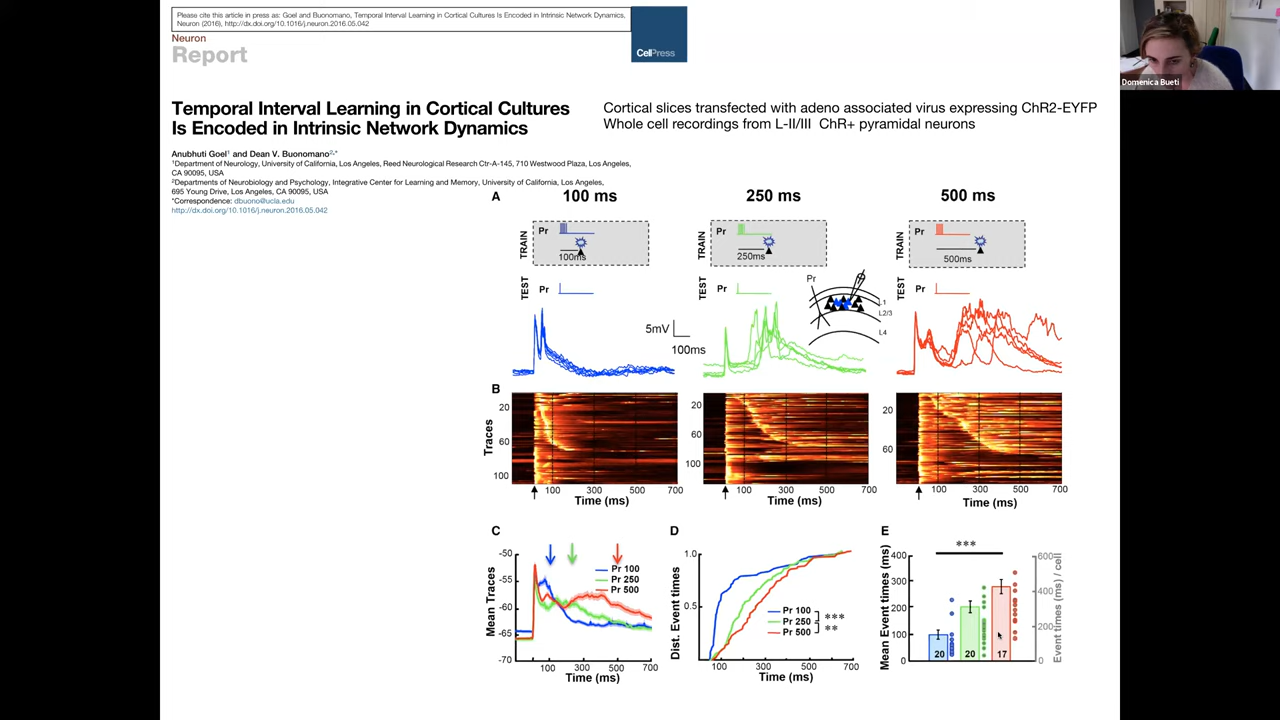 Please cite this article in press as: Goel and Buonomano, Temporal Interval Learning in Cortical Cultures Is Encoded in Intrinsic Network Dynamics,
Neuron (2016), http://dx.doi.org/10.1016/j.neuron.2016.05.042
Neuron
Report
CellPress
Domenica Bueti
Temporal Interval Learning in Cortical Cultures
Is Encoded in Intrinsic Network Dynamics
Cortical slices transfected with adeno associated virus expressing ChR2-EYFP
Whole cell recordings from L-II/III ChR+ pyramidal neurons
Anubhuti Goel1 and Dean V. Buonomano2,*
1Department of Neurology, University of California, Los Angeles, Reed Neurological Research Ctr-A-145, 710 Westwood Plaza, Los Angeles,
CA 90095, USA
2Departments of Neurobiology and Psychology, Integrative Center for Learning and Memory, University of California, Los Angeles,
695 Young Drive, Los Angeles, CA 90095, USA
*Correspondence: dbuono@ucla.edu
http://dx.doi.org/10.1016/j.neuron.2016.05.042
A 100 ms 250 ms 500 ms
TRAIN Pr 100ms
TRAIN Pr 250ms
TRAIN Pr 500ms
TEST Pr
TEST Pr
TEST Pr
Pr
L1
L2/3
L4
5mV
100ms
B
Traces
20
60
100
20
60
100
20
60
100 300 500 700
100 300 500 700
100 300 500 700
Time (ms) Time (ms) Time (ms)
C
Mean Traces
-50
-55
-60
-65
-70
Pr 100
Pr 250
Pr 500
100 300 500 700
Time (ms)
D
Dist. Event times
1.0
0.5
Pr 100
Pr 250
Pr 500
***
**
100 300 500 700
Time (ms)
E
***
Mean Event times (ms)
400
300
200
100
0
20 20 17
600
400
200
0
Event times (ms) / cell